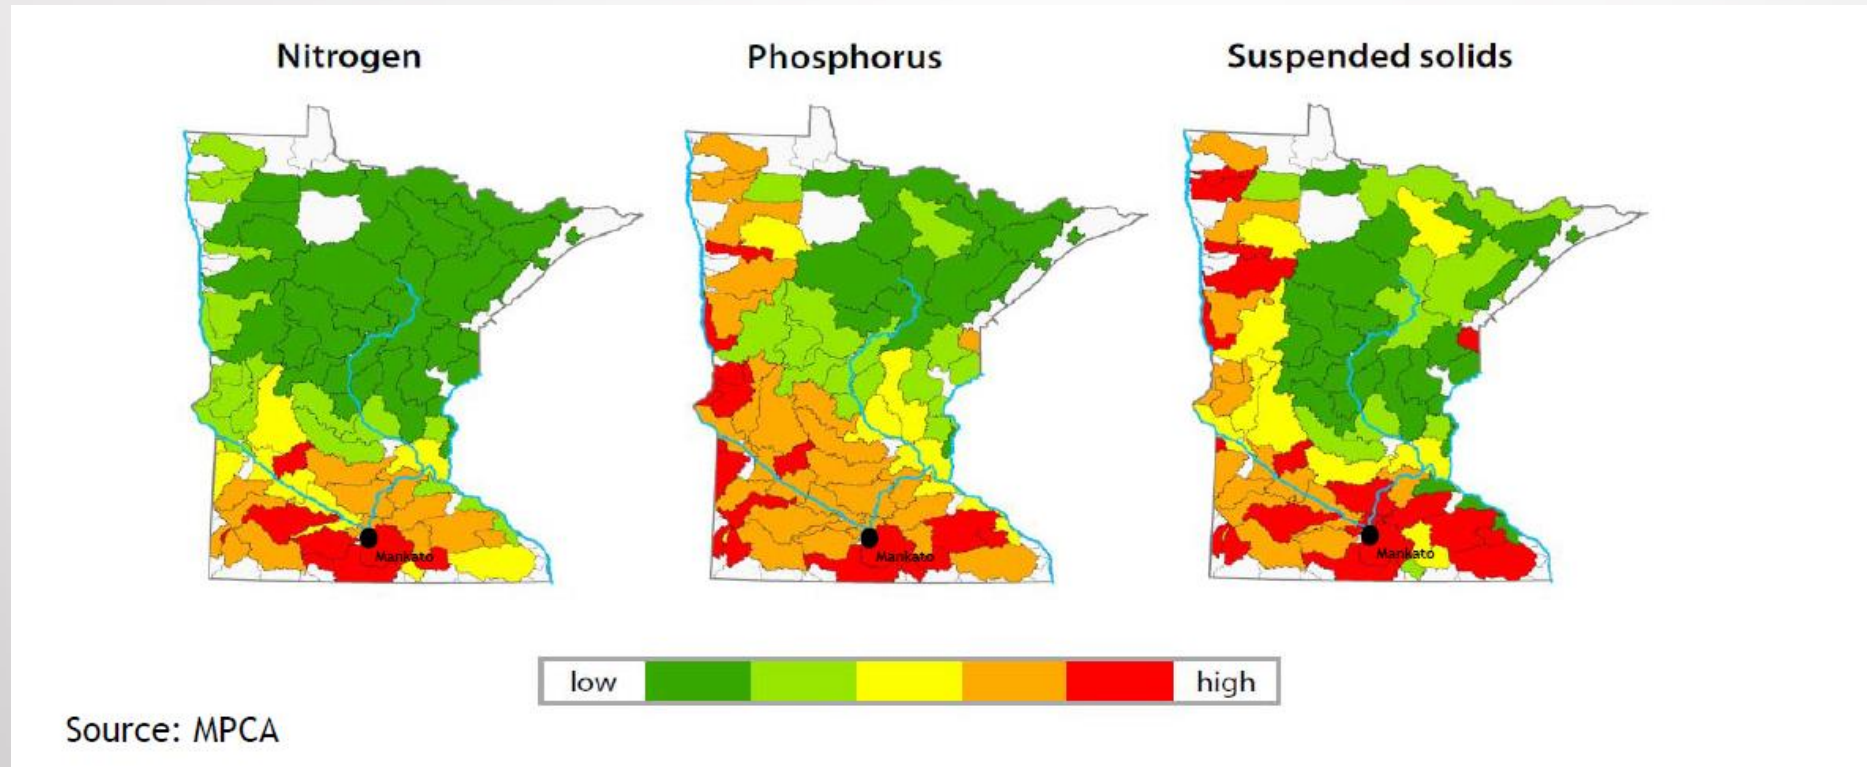 Nitrogen
Phosphorus
Suspended solids
Mankato
Mankato
Mankato
low
high
Source: MPCA